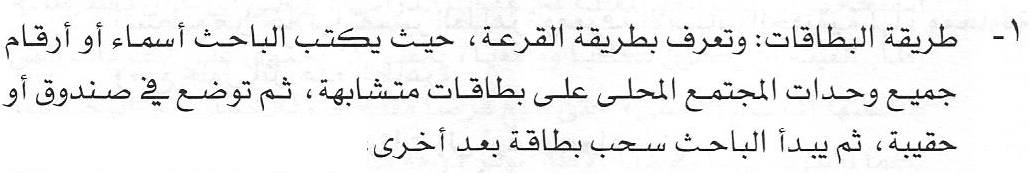 ١- طريقة البطاقات: وتعرف بطريقة القرعة، حيث يكتب الباحث أسماء أو أرقام
جميع وحدات المجتمع المحلى على بطاقات متشابهة، ثم توضع في صندوق أو
حقيبة، ثم يبدأ الباحث سحب بطاقة بعد أخرى.